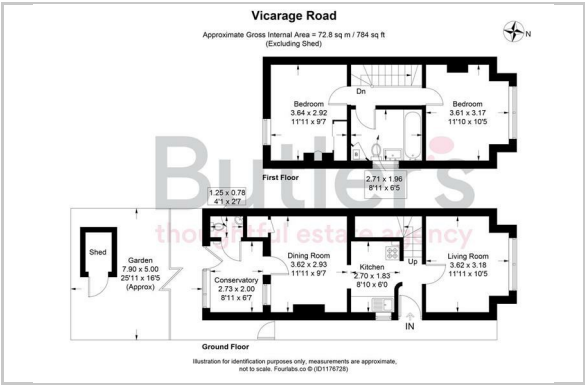 Vicarage Road
Approximate Gross Internal Area = 72.8 sq m / 784 sq ft
(Excluding Shed)
N
Bedroom
3.64 x 2.92
11'11 x 9'7
Dn
Bedroom
3.61 x 3.17
11'10 x 10'5
2.71 x 1.96
8'11 x 6'5
First Floor
Butler's
thoughtful estate agency
1.25 x 0.78
4'1 x 2'7
Shed
Garden
7.90 x 5.00
25'11 x 16'5
(Approx)
Conservatory
2.73 x 2.00
8'11 x 6'7
Dining Room
3.62 x 2.93
11'11 x 9'7
Kitchen
2.70 x 1.83
8'10 x 6'0
Up
Living Room
3.62 x 3.18
11'11 x 10'5
IN
Ground Floor
Illustration for identification purposes only, measurements are approximate,
not to scale. Fourlabs.co © (ID1176728)